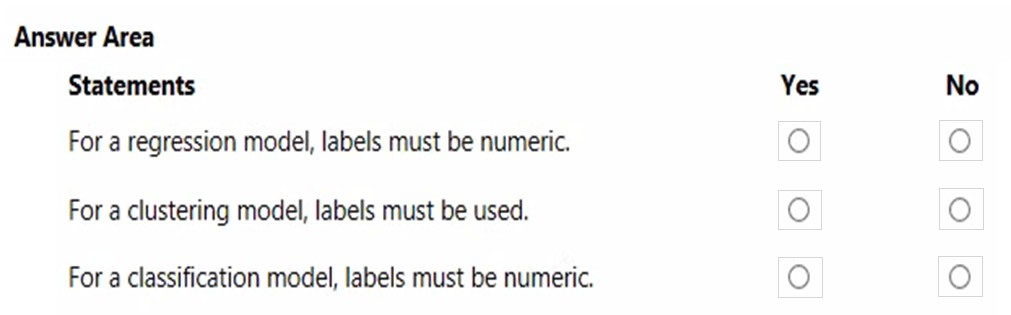 Answer Area
Statements Yes No
For a regression model, labels must be numeric.
For a clustering model, labels must be used.
For a classification model, labels must be numeric.